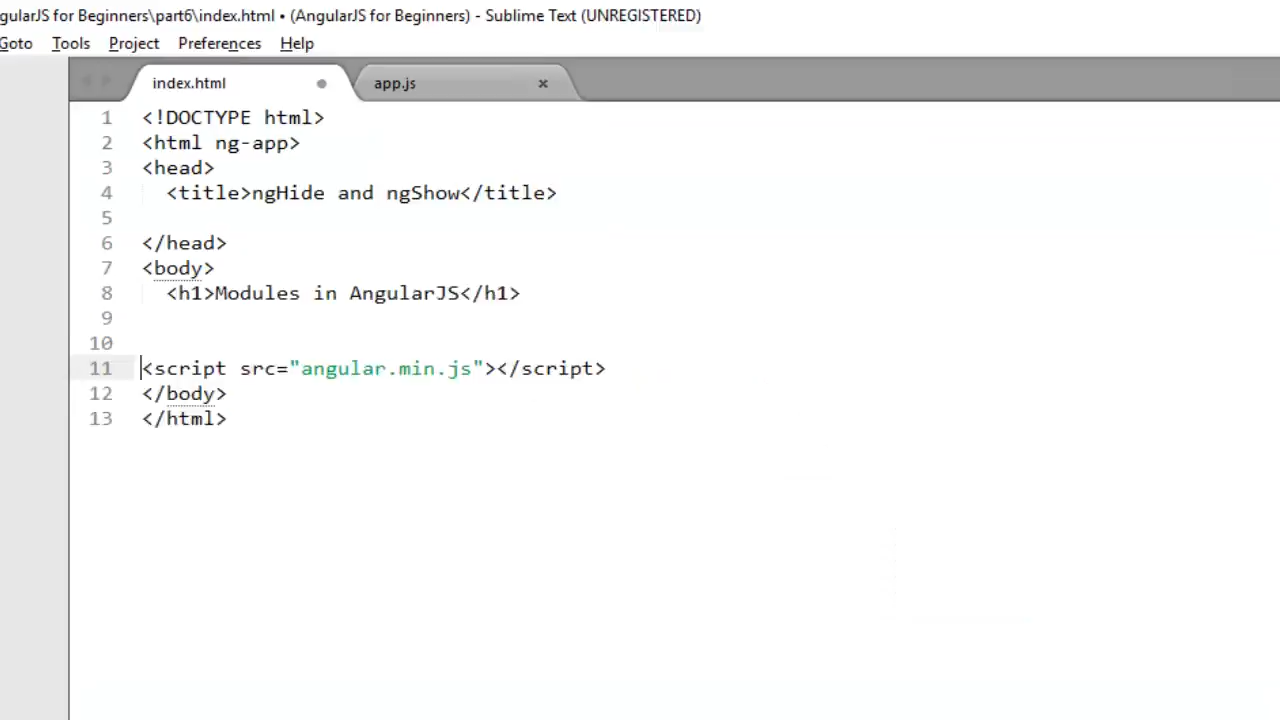 gularJS for Beginners\part6\index.html • (AngularJS for Beginners) - Sublime Text (UNREGISTERED)
Goto Tools Project Preferences Help
index.html app.js ×
1 <!DOCTYPE html>
2 <html ng-app>
3 <head>
4 <title>ngHide and ngShow</title>
5
6 </head>
7 <body>
8 <h1>Modules in AngularJS</h1>
9
10
11 <script src="angular.min.js"></script>
12 </body>
13 </html>